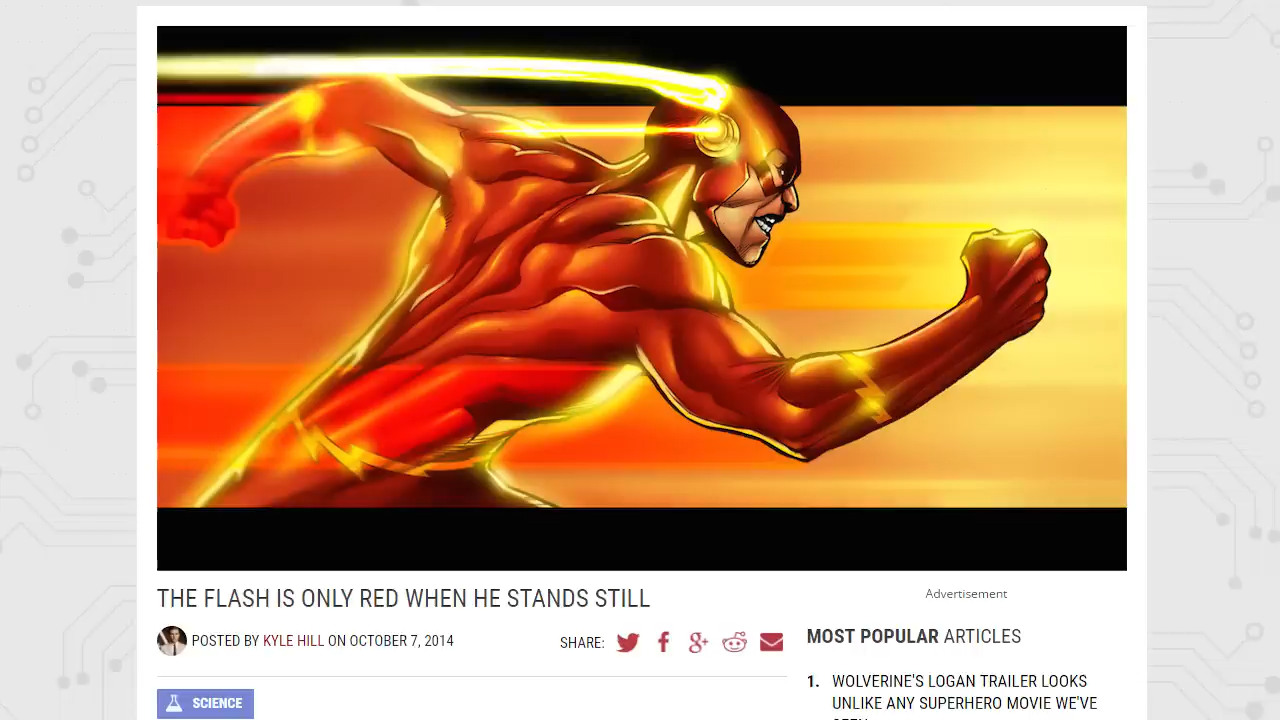 THE FLASH IS ONLY RED WHEN HE STANDS STILL
POSTED BY KYLE HILL ON OCTOBER 7, 2014
SHARE:
SCIENCE
Advertisement
MOST POPULAR ARTICLES
1. WOLVERINE'S LOGAN TRAILER LOOKS
UNLIKE ANY SUPERHERO MOVIE WE'VE